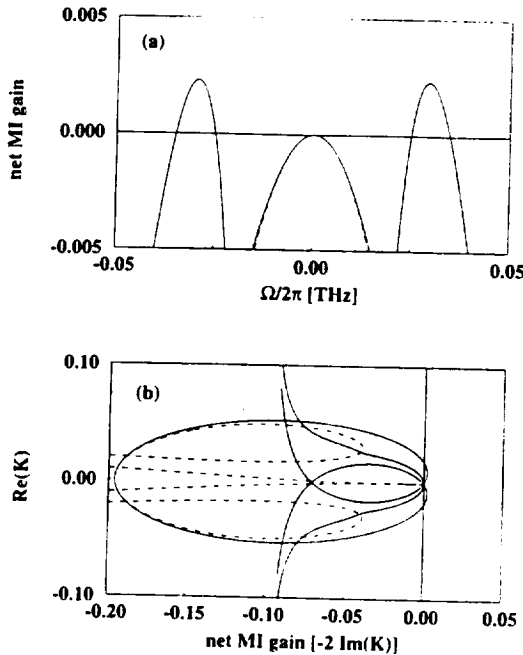 0.005
(a)
net MI gain
0.000
-0.005
-0.05
0.00
0.05
Ω/2π [THz]
0.10
(b)
Re(K)
0.00
-0.10
-0.20
-0.15
-0.10
-0.05
0.00
0.05
net MI gain [-2 Im(K)]